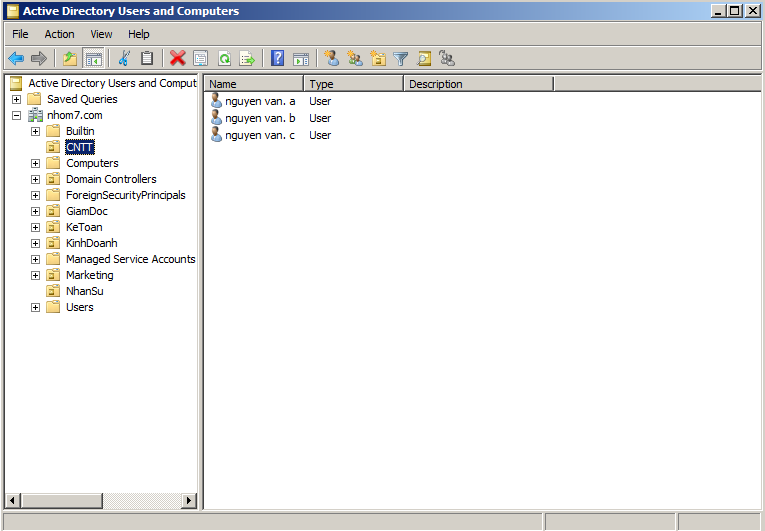 Active Directory Users and Computers
File Action View Help
Active Directory Users and Comput
Saved Queries
nhom7.com
Builtin
CNTT
Computers
Domain Controllers
ForeignSecurityPrincipals
GiamDoc
KeToan
KinhDoanh
Managed Service Accounts
Marketing
NhanSu
Users
Name Type Description
nguyen van. a User
nguyen van. b User
nguyen van. c User